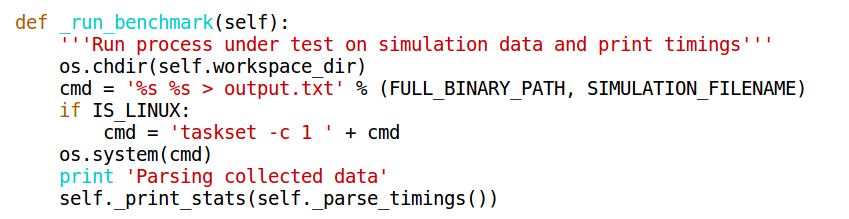 def _run_benchmark(self):
    '''Run process under test on simulation data and print timings'''
    os.chdir(self.workspace_dir)
    cmd = '%s %s > output.txt' % (FULL_BINARY_PATH, SIMULATION_FILENAME)
    if IS_LINUX:
        cmd = 'taskset -c 1 ' + cmd
    os.system(cmd)
    print 'Parsing collected data'
    self._print_stats(self._parse_timings())